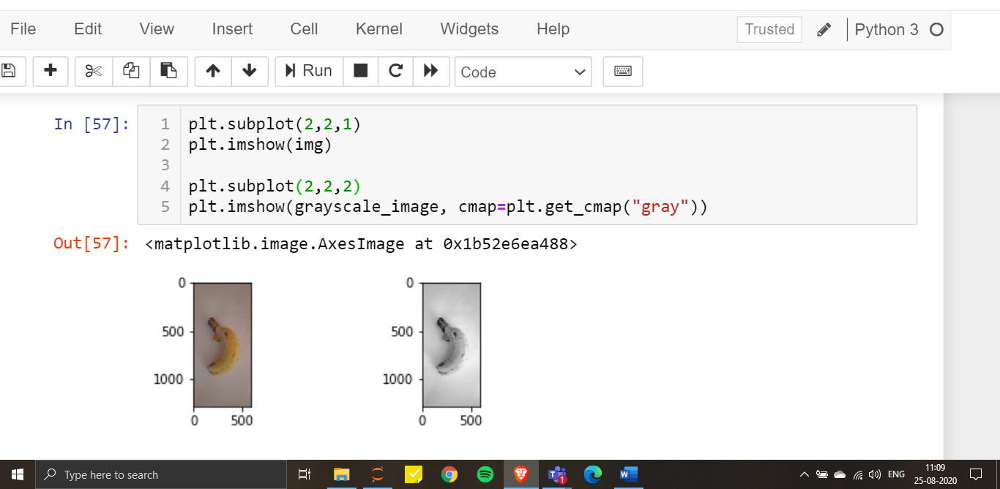 File Edit View Insert Cell Kernel Widgets Help Trusted Python 3
Run Code
In [57]:
1 plt.subplot(2,2,1)
2 plt.imshow(img)
3
4 plt.subplot(2,2,2)
5 plt.imshow(grayscale_image, cmap=plt.get_cmap("gray"))
Out[57]: <matplotlib.image.AxesImage at 0x1b52e6ea488>
0 0
500 500
1000 1000
0 500 0 500
Type here to search 1 W ENG 11:09
25-08-2020